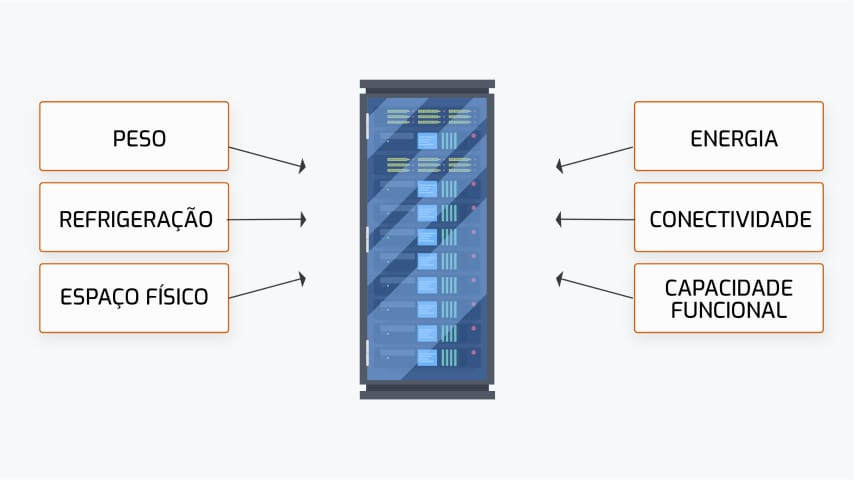 PESO
REFRIGERAÇÃO
ESPAÇO FÍSICO
ENERGIA
CONECTIVIDADE
CAPACIDADE
FUNCIONAL